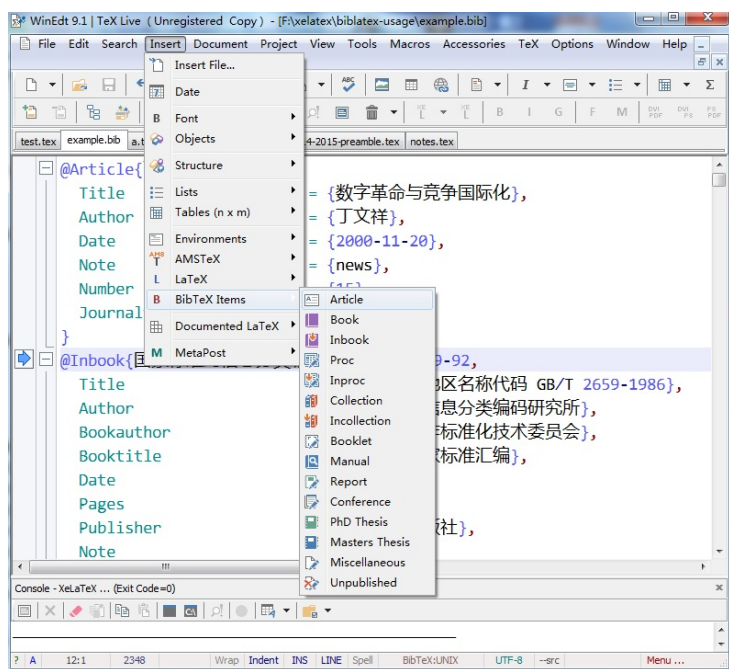 WinEdt 9.1 | TeX Live (Unregistered Copy) - [F:\xelatex\biblatex-usage\example.bib]
File Edit Search Insert Document Project View Tools Macros Accessories TeX Options Window Help
Insert File...
Date
Font
Objects
Structure
Lists
Tables (n x m)
Environments
AMSTeX
LaTeX
BibTeX Items
Documented LaTeX
MetaPost
Article
Book
Inbook
Proc
Inproc
Collection
Incollection
Booklet
Manual
Report
Conference
PhD Thesis
Masters Thesis
Miscellaneous
Unpublished
test.tex example.bib 4-2015-preamble.tex notes.tex
@Article{
Title = {数字革命与竞争国际化},
Author = {丁文祥},
Date = {2000-11-20},
Note = {news},
Number = {15}
Journal
}
@Inbook{ 9-92,
Title 区名称代码 GB/T 2659-1986},
Author 信息分类编码研究所},
Bookauthor 标准化技术委员会},
Booktitle 标准汇编},
Date
Pages
Publisher 社},
Note
Console - XeLaTeX ... (Exit Code=0)
? A 12:1 2348 Wrap Indent INS LINE Spell BibTeX:UNIX UTF-8 --src Menu ...